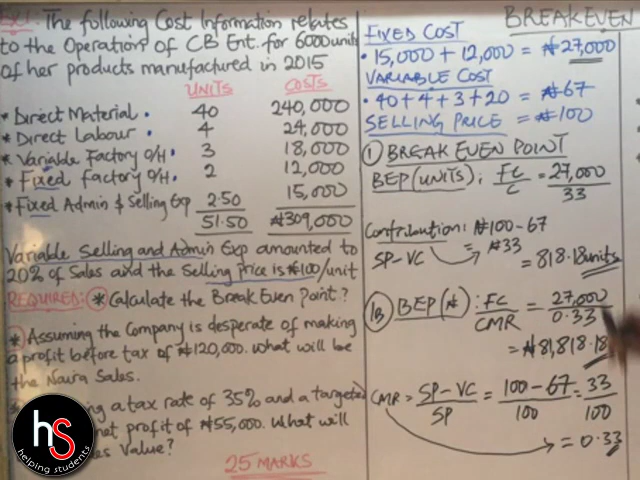 EX1: The following Cost Information relates
to the Operation of CB Ent. for 6000 units
of her products manufactured in 2015
UNITS COSTS
* Direct Material. 40 240,000
* Direct Labour. 4 24,000
* Variable Factory O/H. 3 18,000
* Fixed factory O/H. 2 12,000
* Fixed Admin & Selling Exp 2.50 15,000
51.50 ₦309,000
Variable Selling and Admin Exp amounted to
20% of Sales and the Selling price is ₦100/unit
REQUIRED: * Calculate the Break Even Point?
* Assuming the Company is desperate of making
a profit before tax of ₦120,000. What will be
the Naira Sales.
a tax rate of 35% and a targeted
net profit of ₦55,000. What will
Value?
25 MARKS
hs
helping students
BREAKEVEN
FIXED COST
• 15,000 + 12,000 = ₦27,000
VARIABLE COST
• 40+4+3+20 = ₦67
SELLING PRICE = ₦100
① BREAK EVEN POINT
BEP (UNITS): FC/C = 27,000/33
Contribution: ₦100-67
SP-VC = ₦33
= 818.18units
1B BEP(₦): FC/CMR = 27,000/0.33
= ₦81,818.18
CMR = SP-VC/SP = 100-67/100 = 33/100
= 0.33